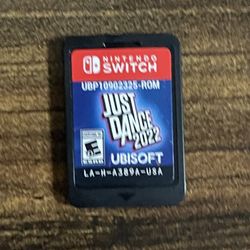 NINTENDO
SWITCH
UBP10902325-ROM
JUST
DANCE
2022
E
UBISOFT
LA-H-A389A-USA